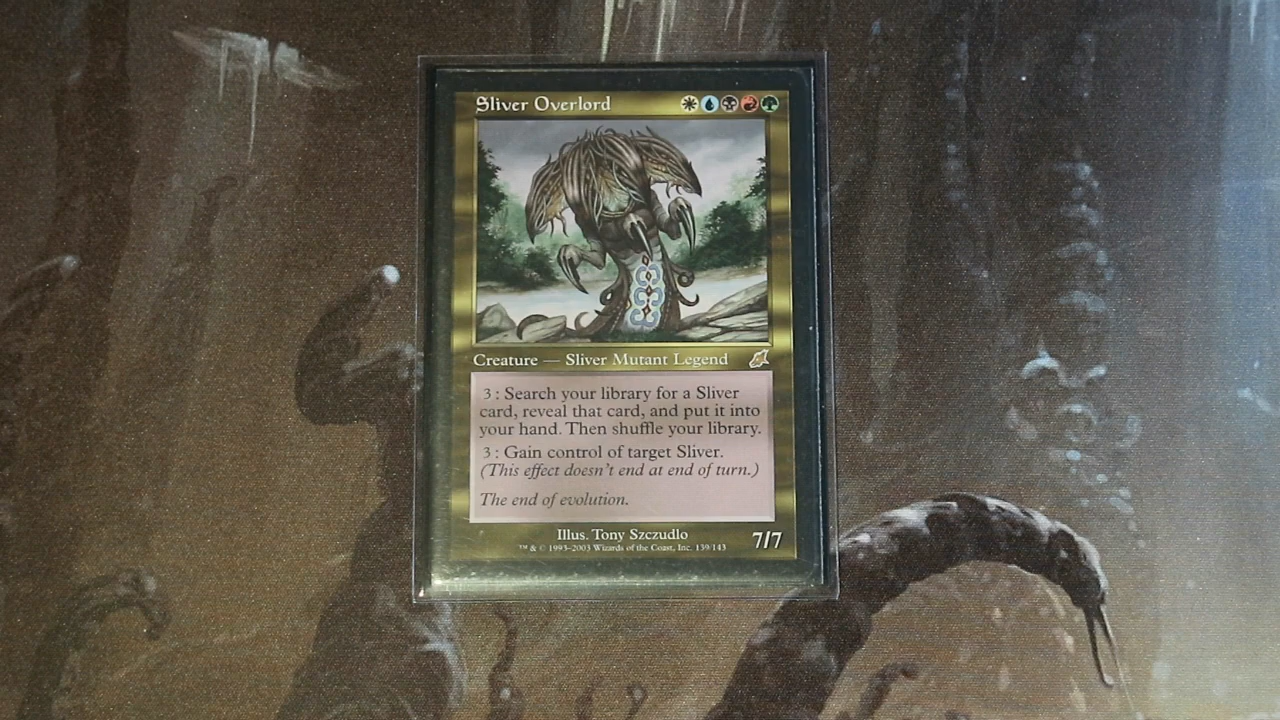 Sliver Overlord
Creature — Sliver Mutant Legend
3: Search your library for a Sliver
card, reveal that card, and put it into
your hand. Then shuffle your library.
3: Gain control of target Sliver.
(This effect doesn't end at end of turn.)
The end of evolution.
Illus. Tony Szczudlo
7/7
™ & © 1993-2003 Wizards of the Coast, Inc. 139/143